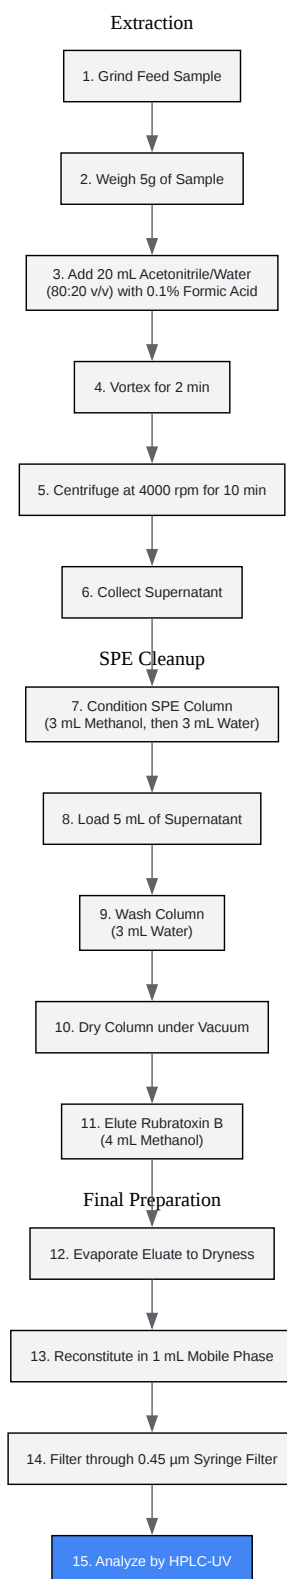 Extraction
1. Grind Feed Sample
2. Weigh 5g of Sample
3. Add 20 mL Acetonitrile/Water
(80:20 v/v) with 0.1% Formic Acid
4. Vortex for 2 min
5. Centrifuge at 4000 rpm for 10 min
6. Collect Supernatant
SPE Cleanup
7. Condition SPE Column
(3 mL Methanol, then 3 mL Water)
8. Load 5 mL of Supernatant
9. Wash Column
(3 mL Water)
10. Dry Column under Vacuum
11. Elute Rubratoxin B
(4 mL Methanol)
Final Preparation
12. Evaporate Eluate to Dryness
13. Reconstitute in 1 mL Mobile Phase
14. Filter through 0.45 µm Syringe Filter
15. Analyze by HPLC-UV